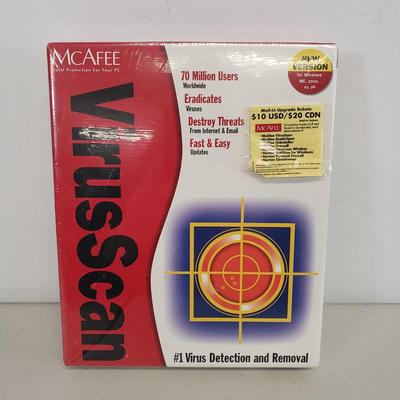 McAFEE
Total Protection For Your PC
VirusScan
70 Million Users
Worldwide
Eradicates
Viruses
Destroy Threats
From Internet & Email
Fast & Easy
Updates
NEW
VERSION
for Windows
ME, 2000,
95, 98
Mail-in Upgrade Rebate
$10 USD/$20 CDN
McAFEE
#1 Virus Detection and Removal